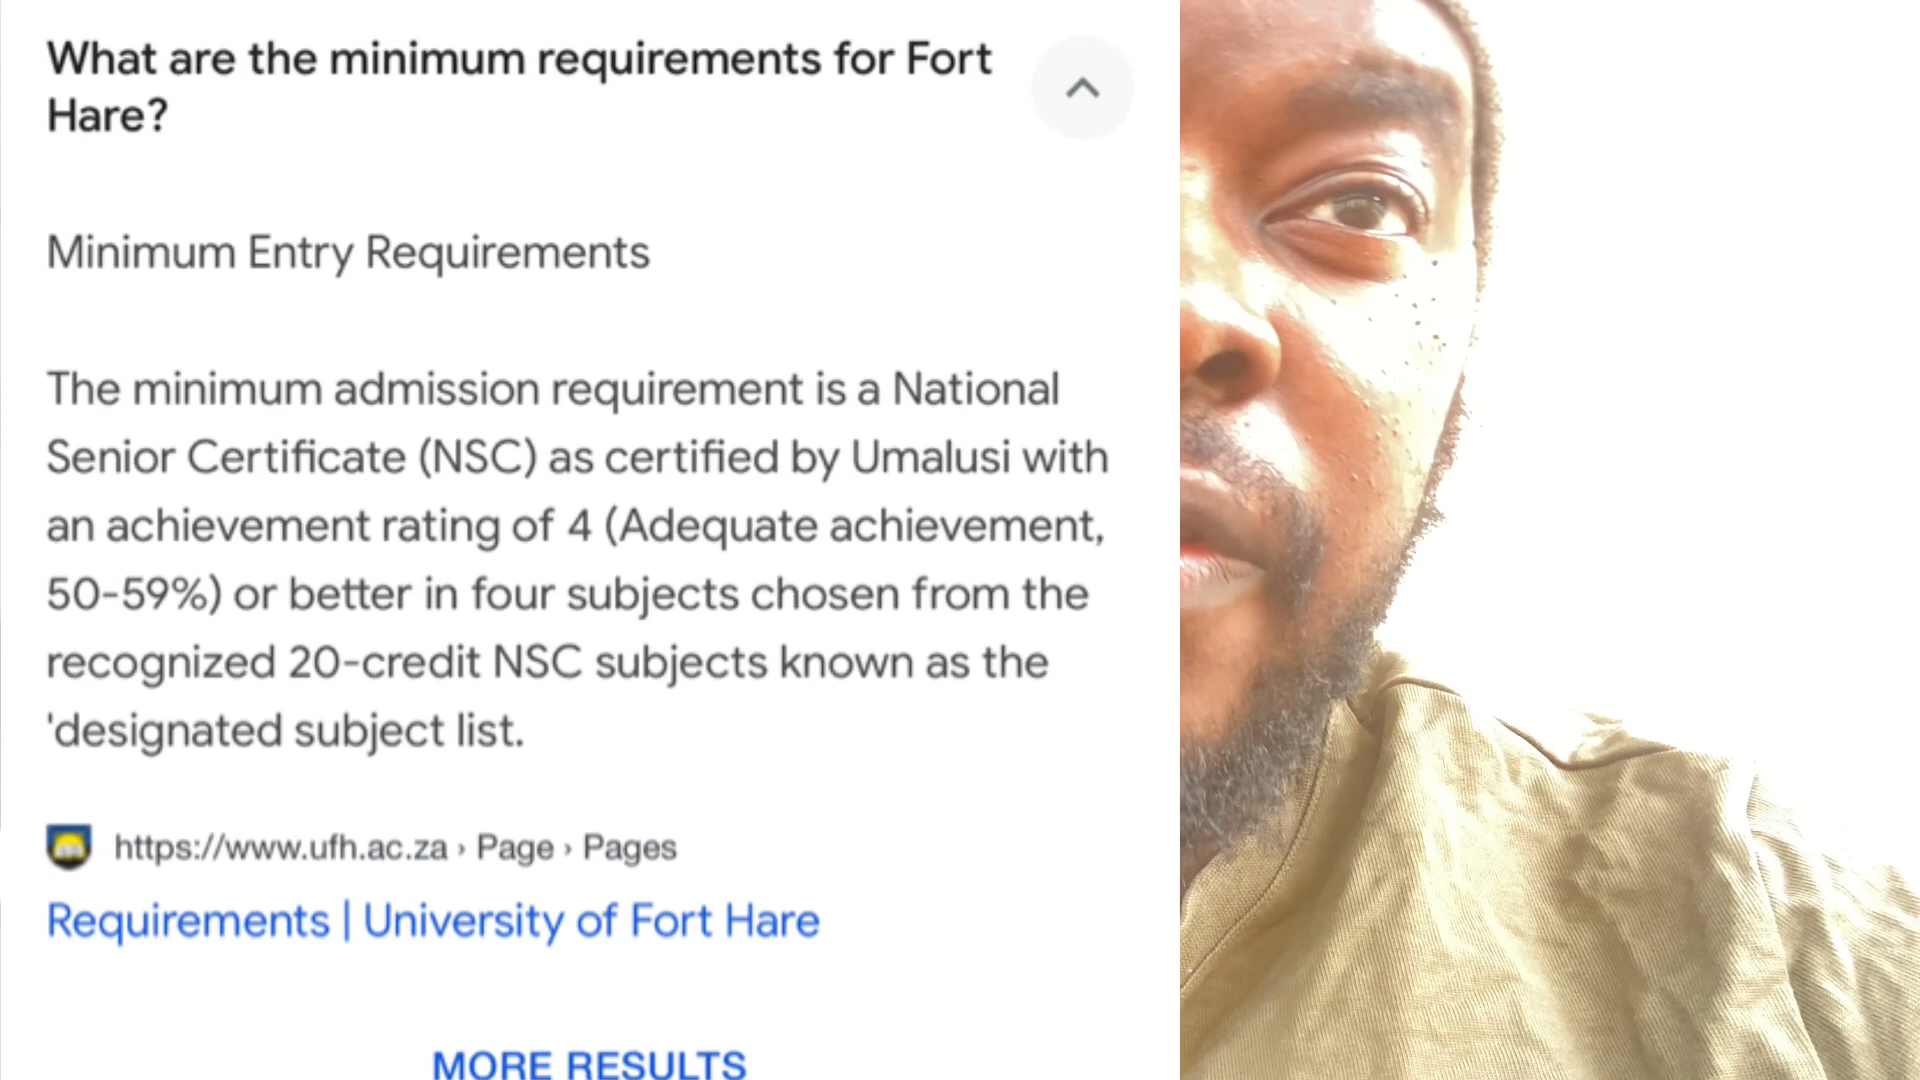 What are the minimum requirements for Fort
Hare?
Minimum Entry Requirements
The minimum admission requirement is a National
Senior Certificate (NSC) as certified by Umalusi with
an achievement rating of 4 (Adequate achievement,
50-59%) or better in four subjects chosen from the
recognized 20-credit NSC subjects known as the
'designated subject list.
https://www.ufh.ac.za › Page › Pages
Requirements | University of Fort Hare
MORE RESULTS